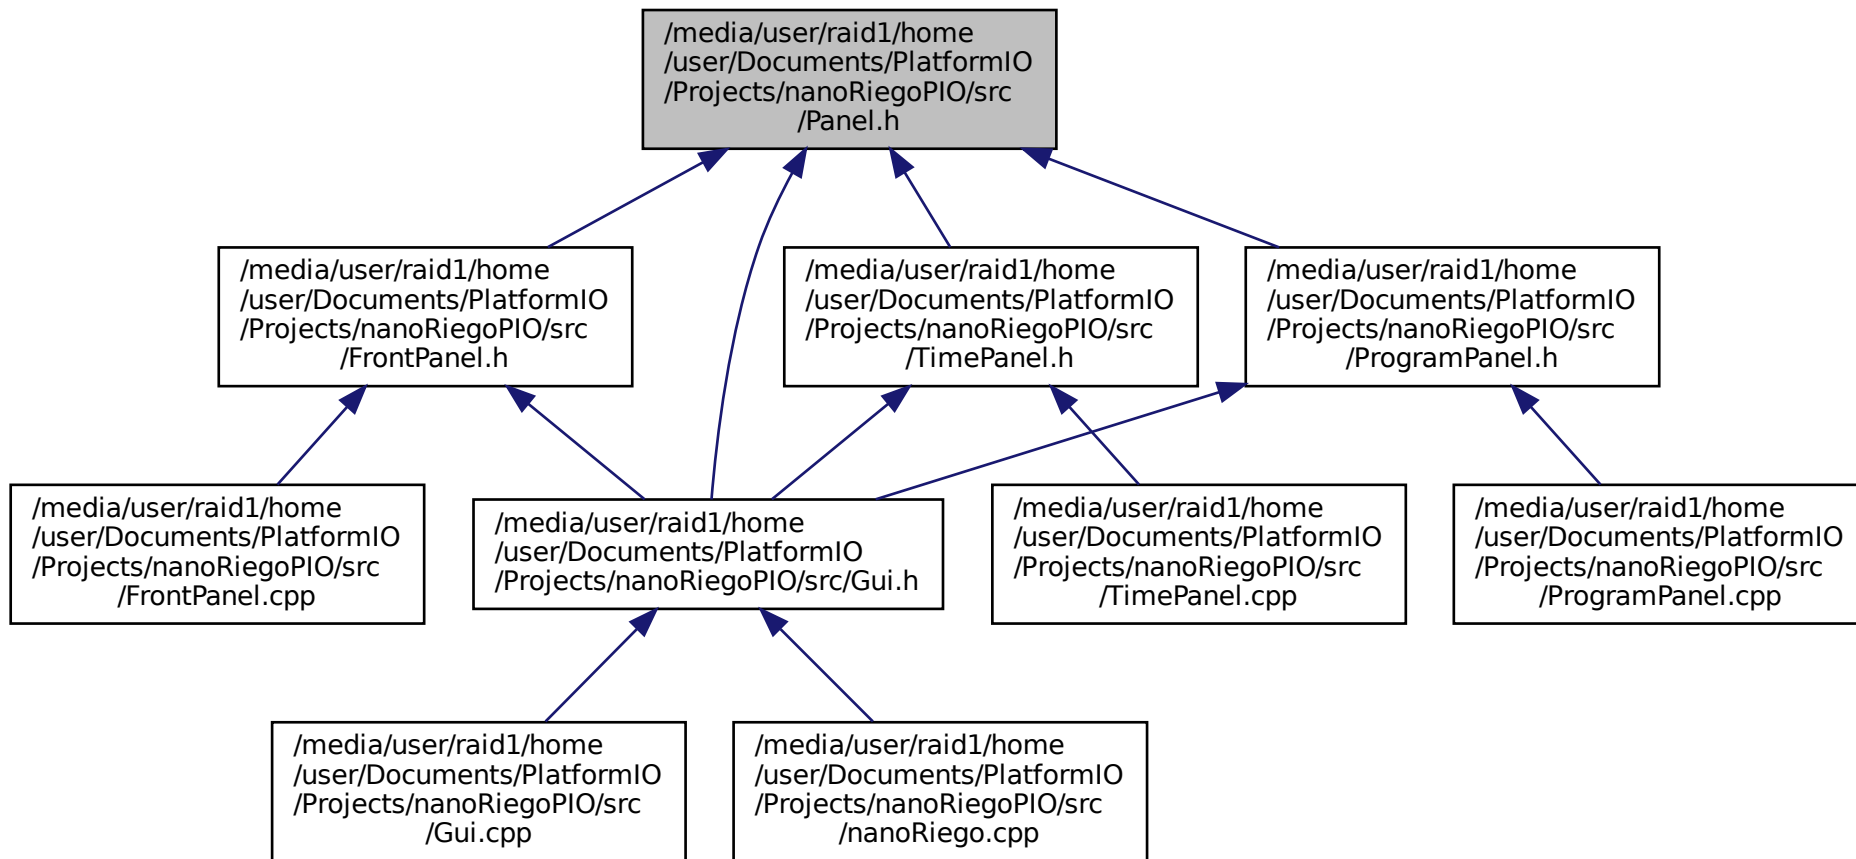 /media/user/raid1/home
/user/Documents/PlatformIO
/Projects/nanoRiegoPIO/src
/Panel.h
/media/user/raid1/home
/user/Documents/PlatformIO
/Projects/nanoRiegoPIO/src
/FrontPanel.h
/media/user/raid1/home
/user/Documents/PlatformIO
/Projects/nanoRiegoPIO/src
/TimePanel.h
/media/user/raid1/home
/user/Documents/PlatformIO
/Projects/nanoRiegoPIO/src
/ProgramPanel.h
/media/user/raid1/home
/user/Documents/PlatformIO
/Projects/nanoRiegoPIO/src
/FrontPanel.cpp
/media/user/raid1/home
/user/Documents/PlatformIO
/Projects/nanoRiegoPIO/src/Gui.h
/media/user/raid1/home
/user/Documents/PlatformIO
/Projects/nanoRiegoPIO/src
/TimePanel.cpp
/media/user/raid1/home
/user/Documents/PlatformIO
/Projects/nanoRiegoPIO/src
/ProgramPanel.cpp
/media/user/raid1/home
/user/Documents/PlatformIO
/Projects/nanoRiegoPIO/src
/Gui.cpp
/media/user/raid1/home
/user/Documents/PlatformIO
/Projects/nanoRiegoPIO/src
/nanoRiego.cpp